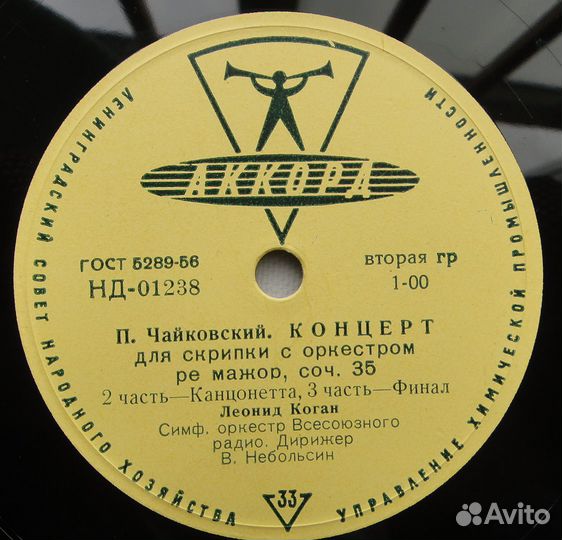 ЛЕНИНГРАДСКИЙ СОВЕТ НАРОДНОГО ХОЗЯЙСТВА
УПРАВЛЕНИЕ ХИМИЧЕСКОЙ ПРОМЫШЛЕННОСТИ
АККОРД
ГОСТ 5289-56
НД-01238
вторая гр
1-00
П. Чайковский. КОНЦЕРТ
для скрипки с оркестром
ре мажор, соч. 35
2 часть—Канцонетта, 3 часть—Финал
Леонид Коган
Симф. оркестр Всесоюзного
радио. Дирижер
В. Небольсин
33
Avito